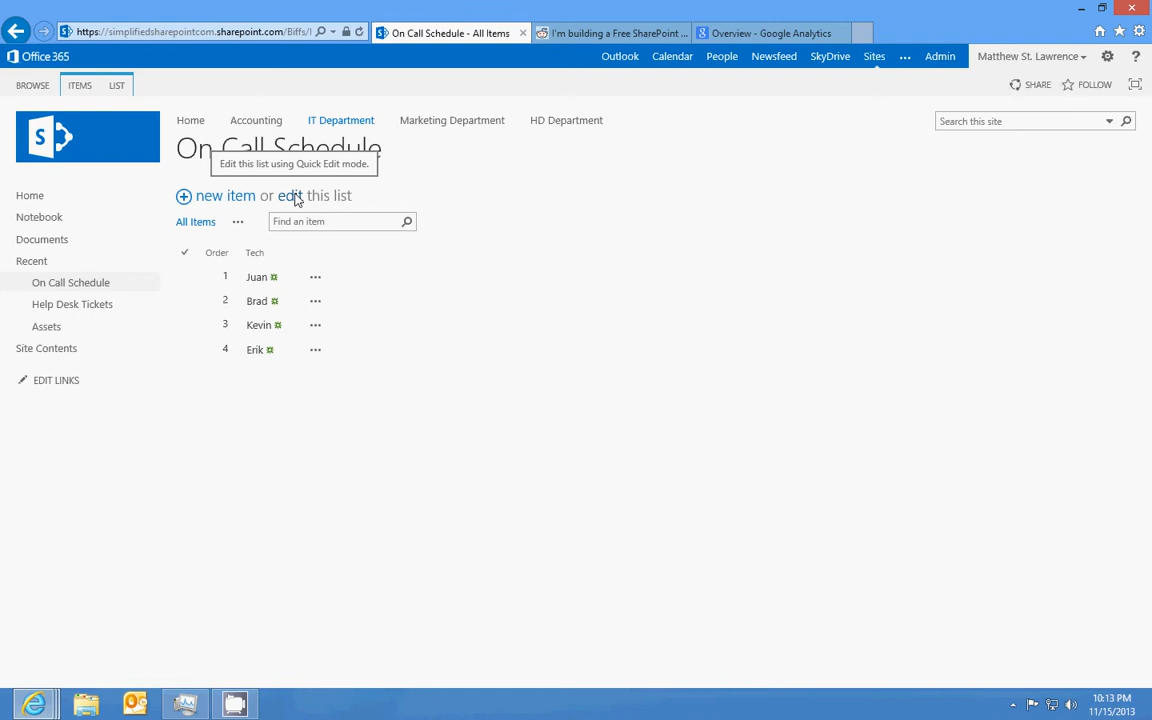 https://simplifiedsharepointcom.sharepoint.com/Biffs/I
On Call Schedule - All Items
I'm building a Free SharePoint ...
Overview - Google Analytics
Office 365
Outlook Calendar People Newsfeed SkyDrive Sites ... Admin Matthew St. Lawrence ?
BROWSE ITEMS LIST
SHARE FOLLOW
Home Accounting IT Department Marketing Department HD Department
Search this site
On Call Schedule
Edit this list using Quick Edit mode.
new item or edit this list
All Items ... Find an item
Order Tech
1 Juan ...
2 Brad ...
3 Kevin ...
4 Erik ...
Home
Notebook
Documents
Recent
On Call Schedule
Help Desk Tickets
Assets
Site Contents
EDIT LINKS
10:13 PM
11/15/2013